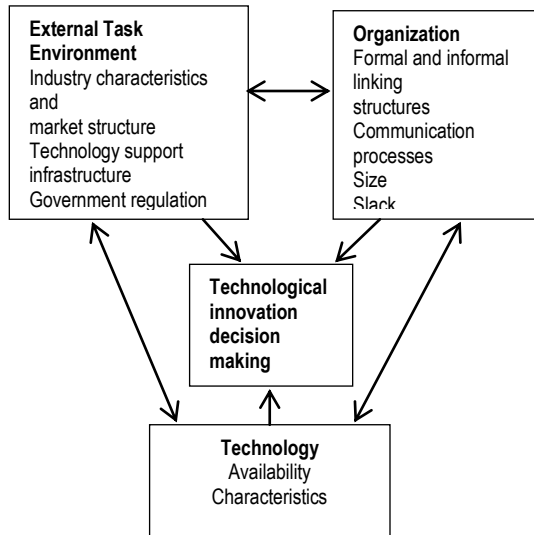 External Task
Environment
Industry characteristics
and
market structure
Technology support
infrastructure
Government regulation
Organization
Formal and informal
linking
structures
Communication
processes
Size
Slack
Technological
innovation
decision
making
Technology
Availability
Characteristics